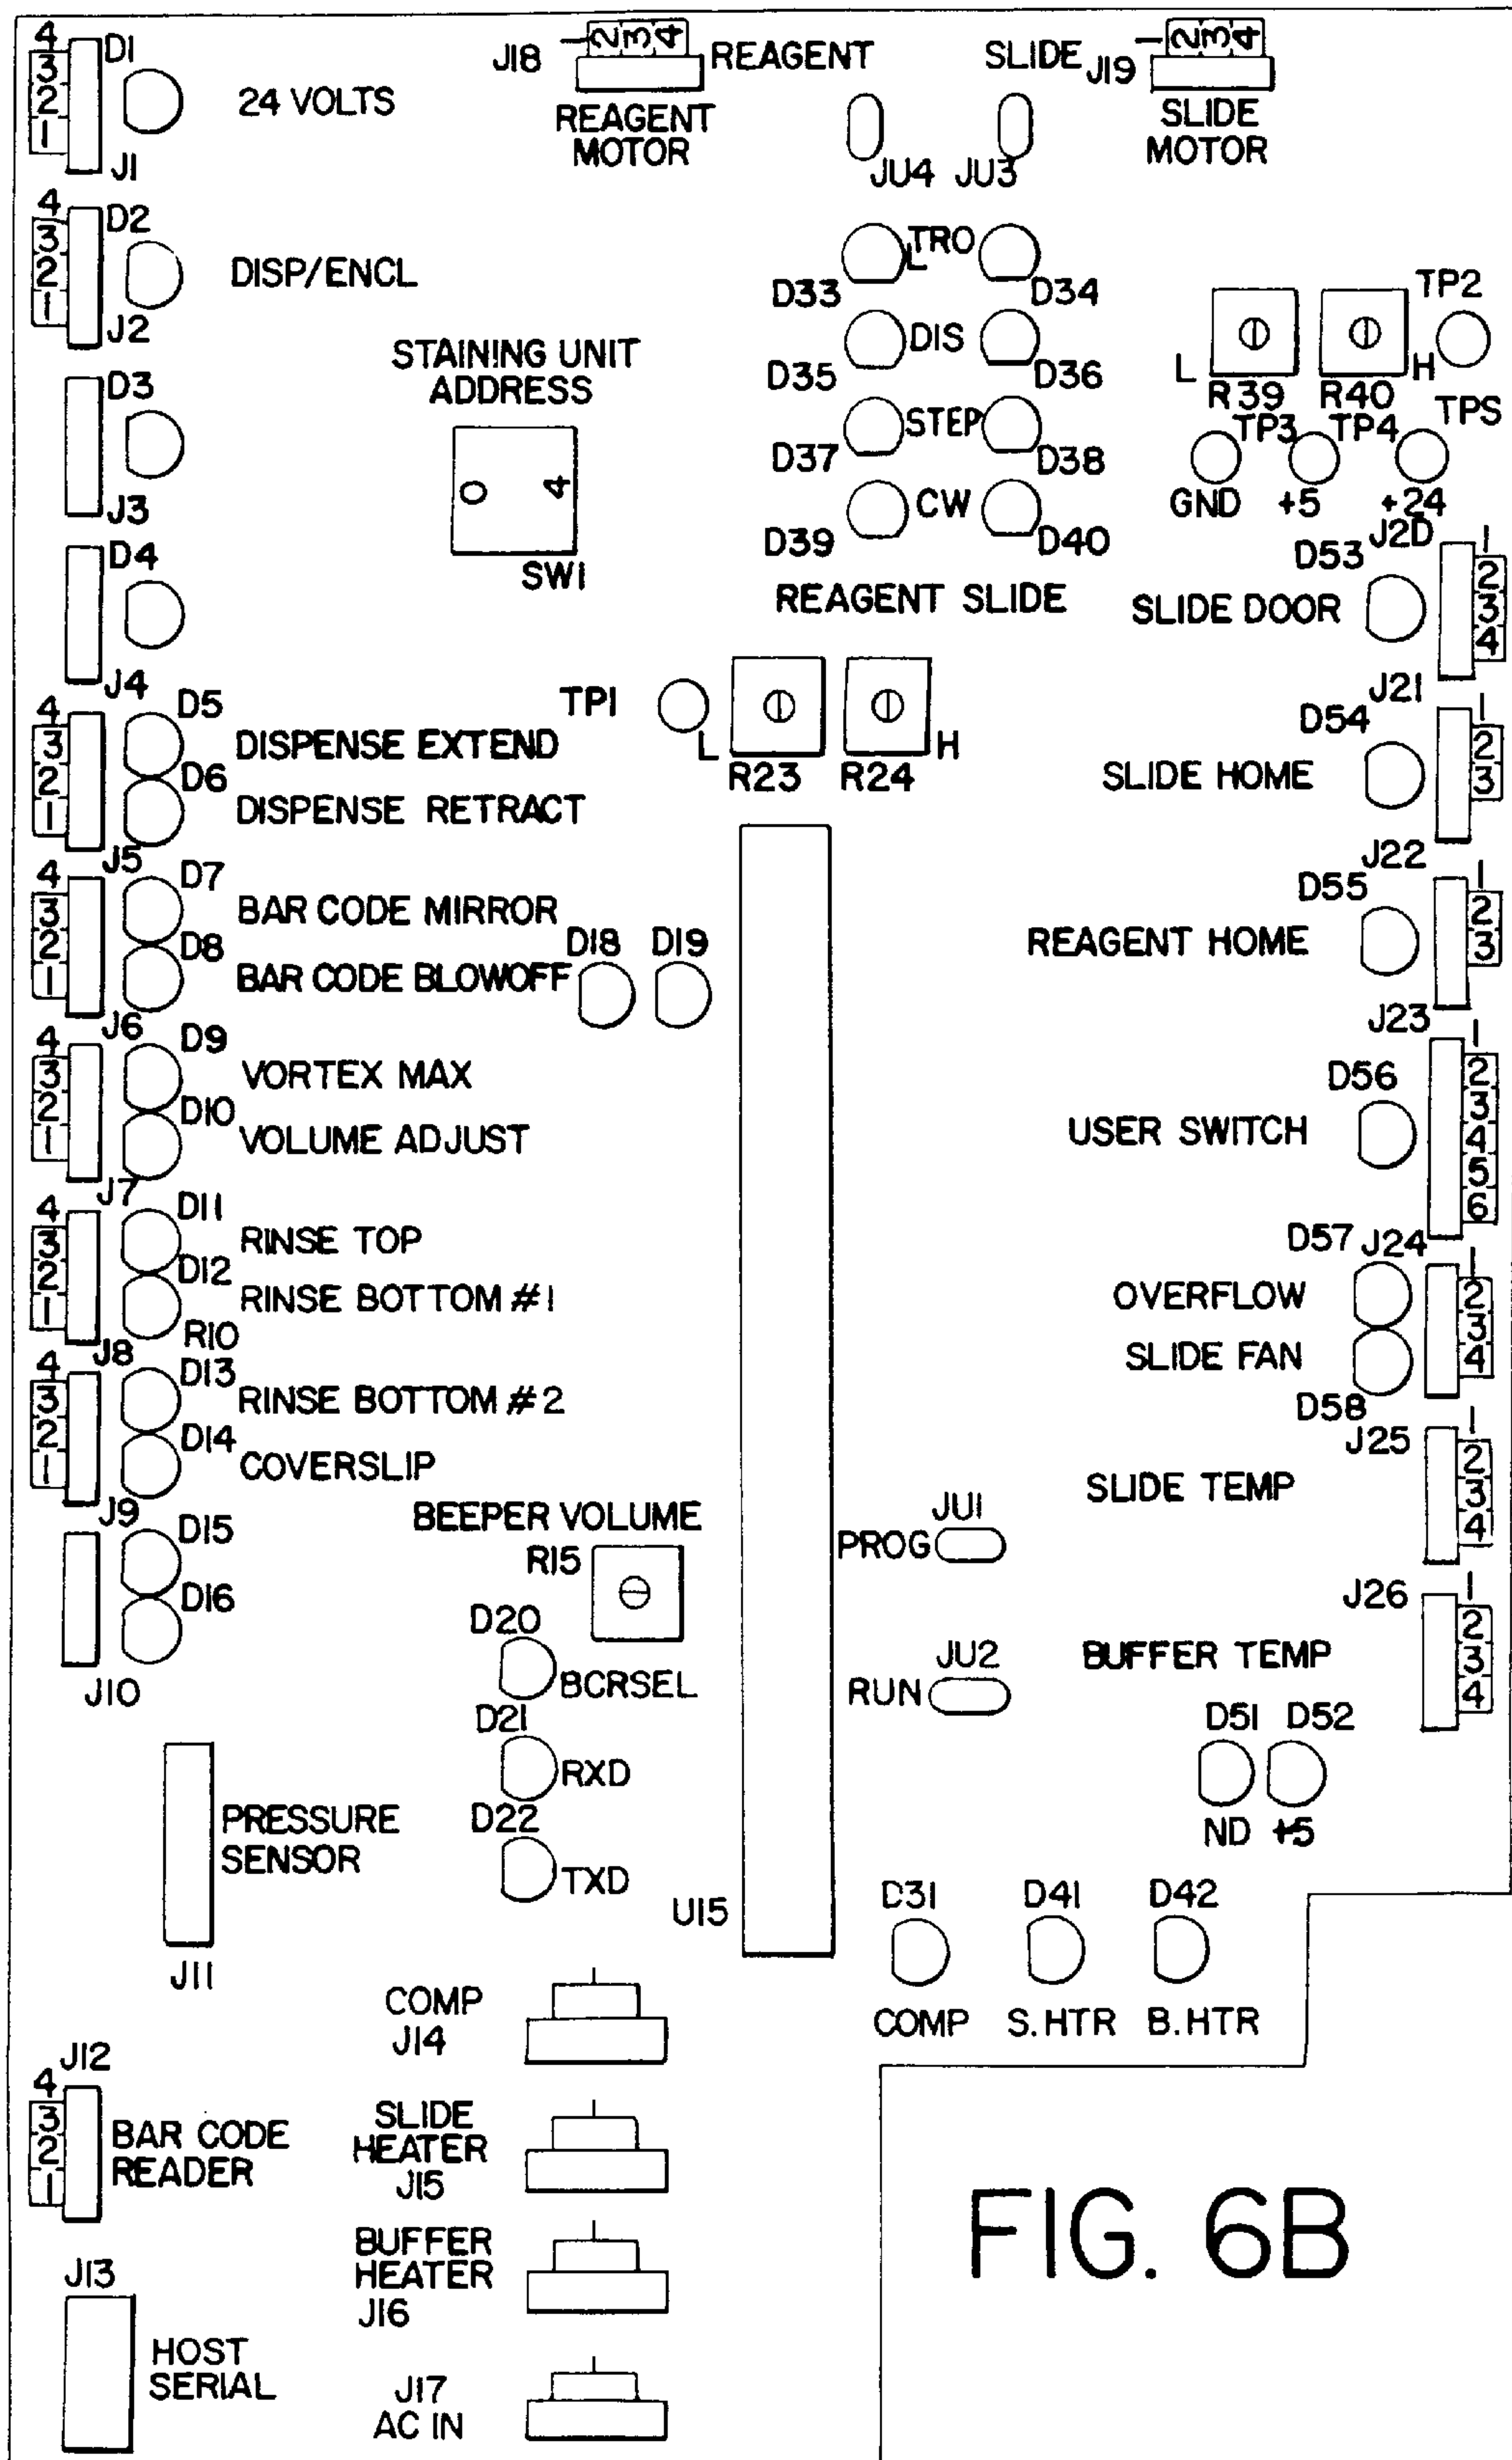 4 3 2 1 D1
24 VOLTS
J1
J18 1 2 3 4 REAGENT
REAGENT
MOTOR
SLIDE J19 1 2 3 4
SLIDE
MOTOR
JU4 JU3
4 3 2 1 D2
DISP/ENCL
J2
D3
J3
D4
J4
STAINING UNIT
ADDRESS
0 4
SW1
L TRO
D33 D34
DIS
D35 D36
STEP
D37 D38
CW
D39 D40
REAGENT SLIDE
TP2
L H
R39 R40 TPS
TP3 TP4
GND +5 +24
J2D
D53 1 2 3 4
SLIDE DOOR
J21
D54 1 2 3
SLIDE HOME
J22
D55 1 2 3
REAGENT HOME
J23
D56 1 2 3 4 5 6
USER SWITCH
D57 J24
OVERFLOW 1 2 3 4
SLIDE FAN
D58
J25
SLIDE TEMP 1 2 3 4
J26
BUFFER TEMP 1 2 3 4
D51 D52
ND +5
TP1 L H
R23 R24
4 3 2 1 D5
DISPENSE EXTEND
D6
DISPENSE RETRACT
J5
4 3 2 1 D7
BAR CODE MIRROR
D8
BAR CODE BLOWOFF
J6
D18 D19
4 3 2 1 D9
VORTEX MAX
D10
VOLUME ADJUST
J7
4 3 2 1 D11
RINSE TOP
D12
RINSE BOTTOM #1
R10
J8
4 3 2 1 D13
RINSE BOTTOM #2
D14
COVERSLIP
J9
D15
D16
J10
BEEPER VOLUME
R15
D20
BCRSEL
D21
RXD
D22
TXD
JU1
PROG
JU2
RUN
U15
PRESSURE
SENSOR
J11
D31 D41 D42
COMP S.HTR B.HTR
COMP
J14
J12
4 3 2 1
BAR CODE
READER
SLIDE
HEATER
J15
BUFFER
HEATER
J16
J13
HOST
SERIAL
J17
AC IN
FIG. 6B